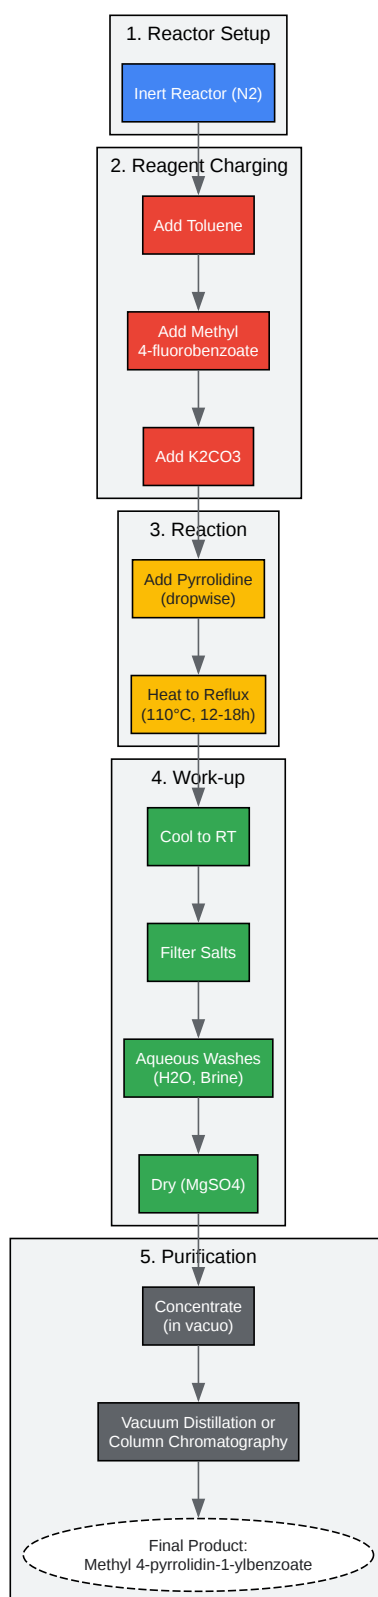 1. Reactor Setup
Inert Reactor (N2)
2. Reagent Charging
Add Toluene
Add Methyl
4-fluorobenzoate
Add K2CO3
3. Reaction
Add Pyrrolidine
(dropwise)
Heat to Reflux
(110°C, 12-18h)
4. Work-up
Cool to RT
Filter Salts
Aqueous Washes
(H2O, Brine)
Dry (MgSO4)
5. Purification
Concentrate
(in vacuo)
Vacuum Distillation or
Column Chromatography
Final Product:
Methyl 4-pyrrolidin-1-ylbenzoate